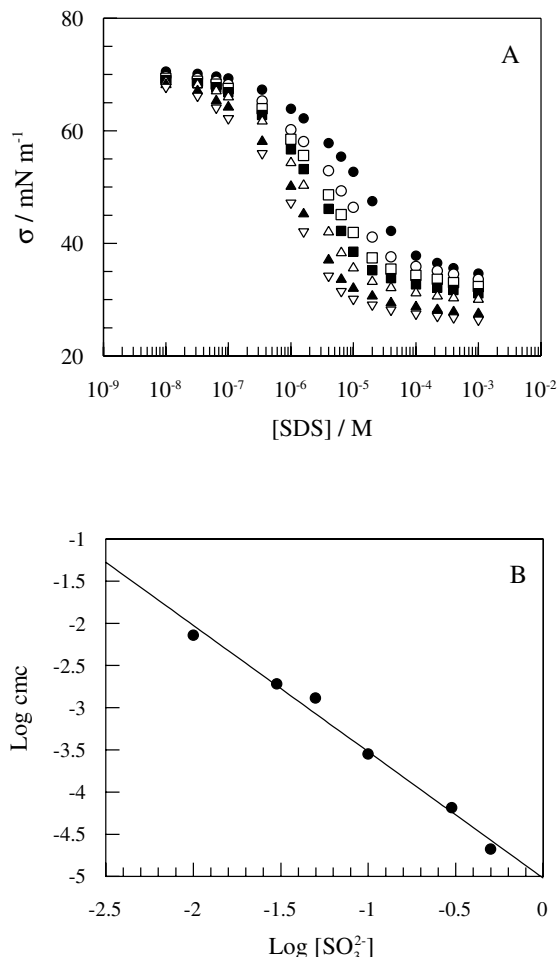 A
80
60
40
20
σ / mN m⁻¹
10⁻⁹ 10⁻⁸ 10⁻⁷ 10⁻⁶ 10⁻⁵ 10⁻⁴ 10⁻³ 10⁻²
[SDS] / M
B
-1
-1.5
-2
-2.5
-3
-3.5
-4
-4.5
-5
Log cmc
-2.5 -2 -1.5 -1 -0.5 0
Log [SO₃²⁻]